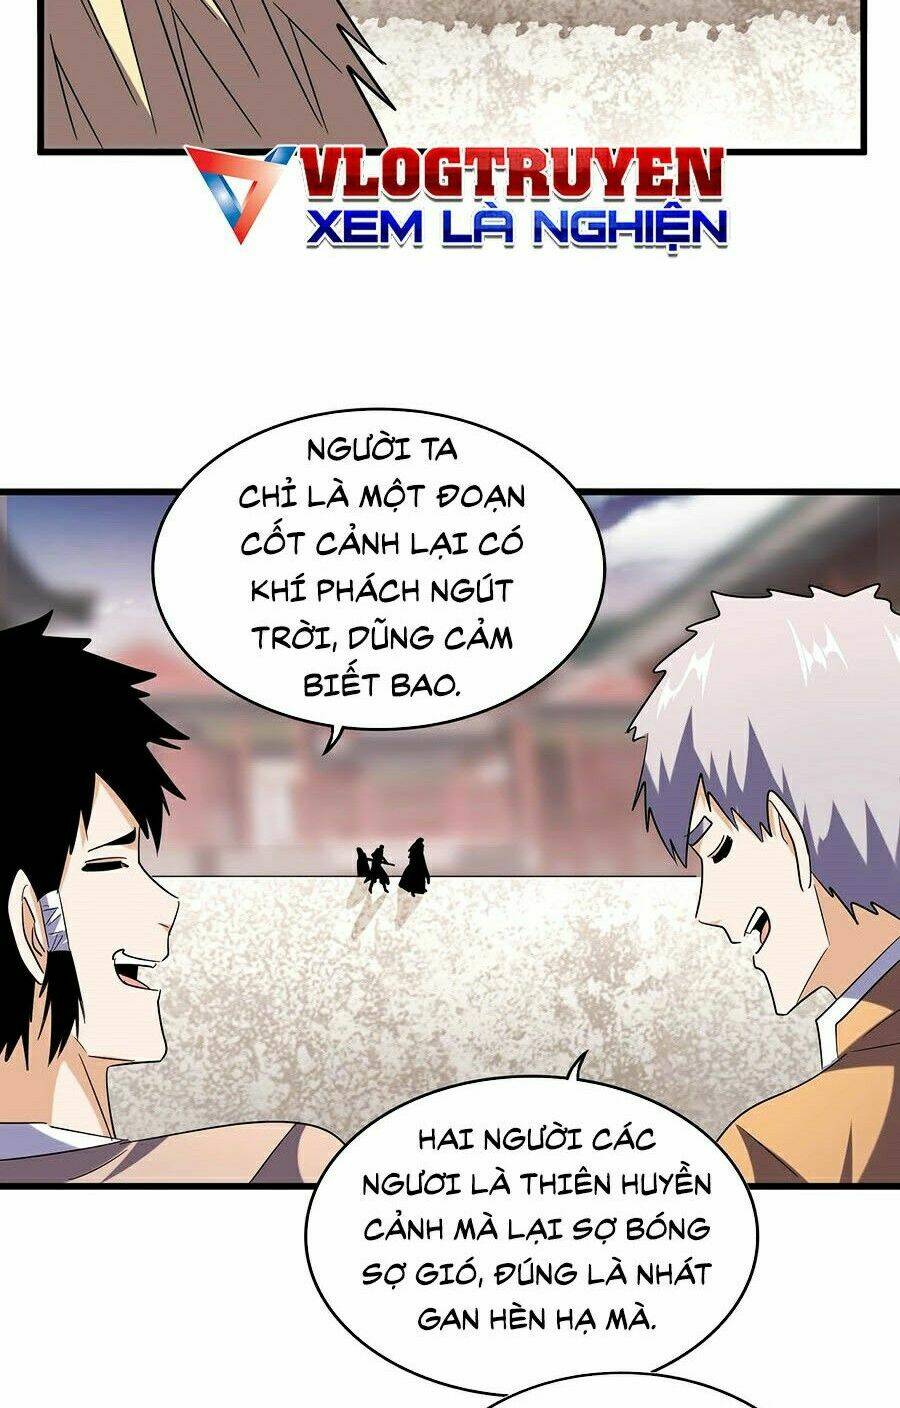 VLOGTRUYEN
XEM LÀ NGHIỆN
NGƯỜI TA
CHỈ LÀ MỘT ĐOẠN
CỐT CẢNH LẠI CÓ
KHÍ PHÁCH NGÚT
TRỜI, DŨNG CẢM
BIẾT BAO.
HAI NGƯỜI CÁC
NGƯƠI LÀ THIÊN HUYỀN
CẢNH MÀ LẠI SỢ BÓNG
SỢ GIÓ, ĐÚNG LÀ NHÁT
GAN HÈN HẠ MÀ.